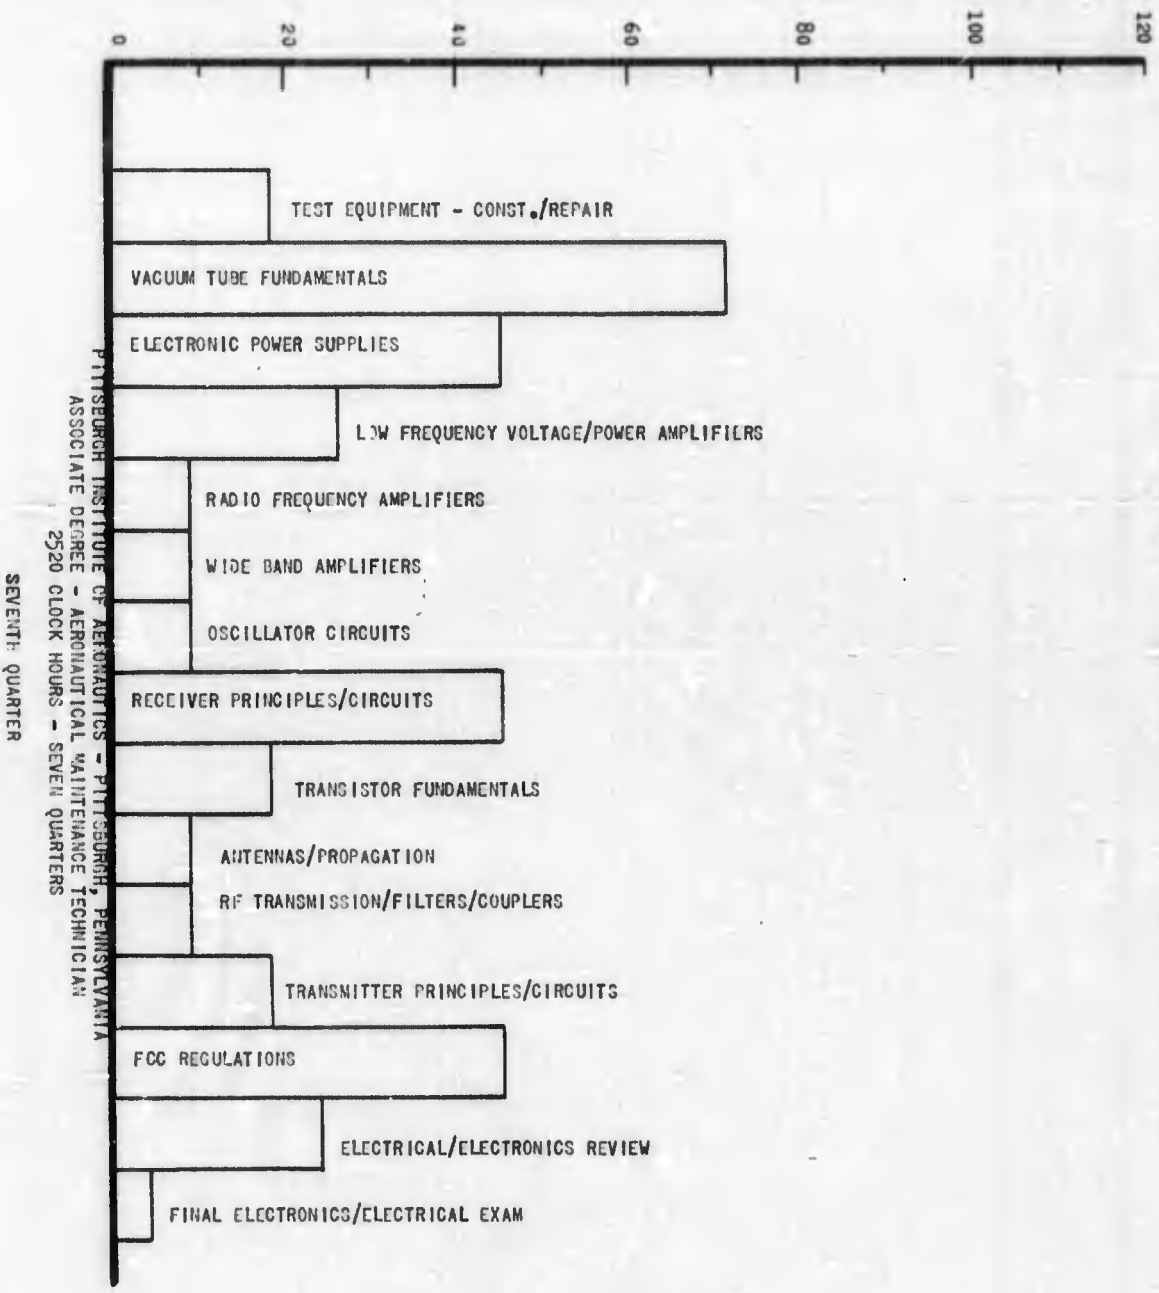 0
20
40
60
80
100
120
TEST EQUIPMENT - CONST./REPAIR
VACUUM TUBE FUNDAMENTALS
ELECTRONIC POWER SUPPLIES
LOW FREQUENCY VOLTAGE/POWER AMPLIFIERS
RADIO FREQUENCY AMPLIFIERS
WIDE BAND AMPLIFIERS
OSCILLATOR CIRCUITS
RECEIVER PRINCIPLES/CIRCUITS
TRANSISTOR FUNDAMENTALS
ANTENNAS/PROPAGATION
RF TRANSMISSION/FILTERS/COUPLERS
TRANSMITTER PRINCIPLES/CIRCUITS
FCC REGULATIONS
ELECTRICAL/ELECTRONICS REVIEW
FINAL ELECTRONICS/ELECTRICAL EXAM
PITTSBURGH INSTITUTE OF AERONAUTICS - PITTSBURGH, PENNSYLVANIA
ASSOCIATE DEGREE - AERONAUTICAL MAINTENANCE TECHNICIAN
2520 CLOCK HOURS - SEVEN QUARTERS
SEVENTH QUARTER